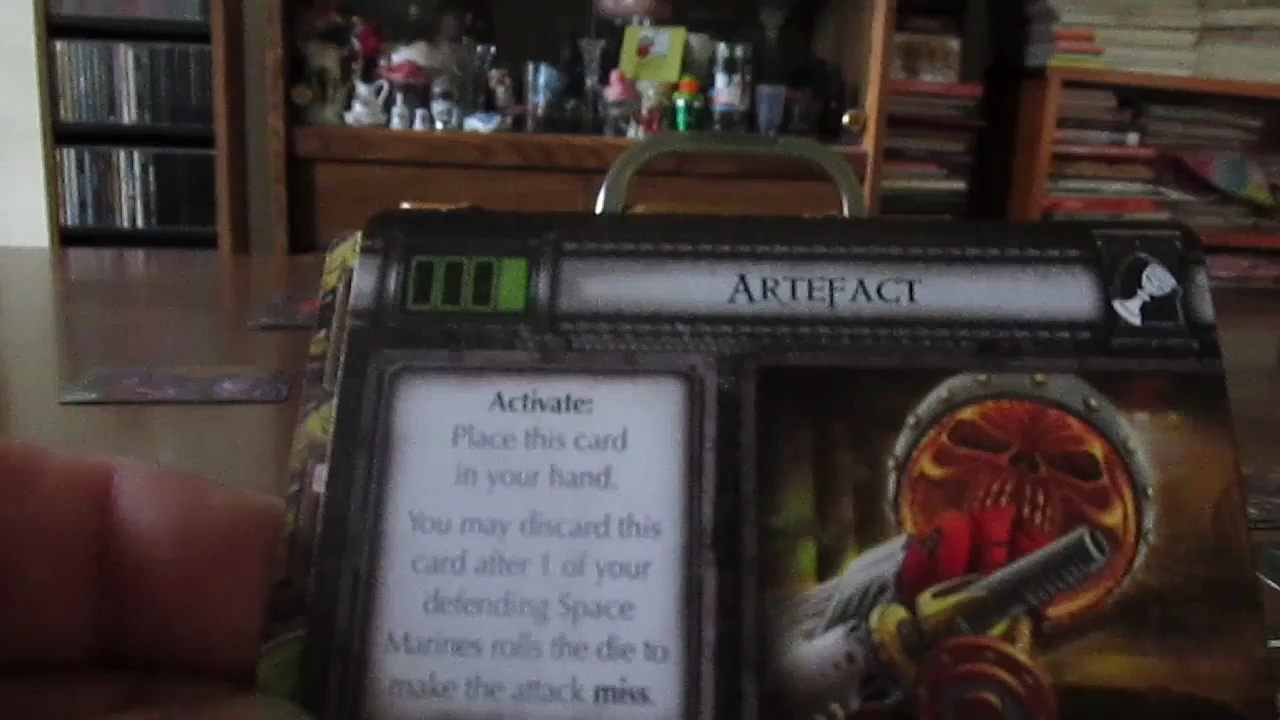 ARTEFACT
Activate:
Place this card
in your hand.
You may discard this
card after 1 of your
defending Space
Marines rolls the die to
make the attack miss.